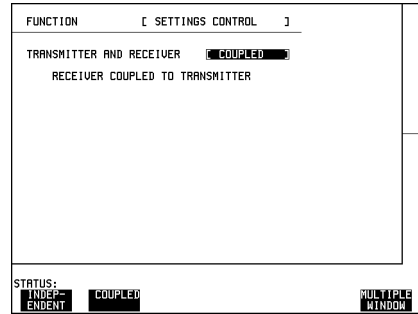 FUNCTION [ SETTINGS CONTROL ]
TRANSMITTER AND RECEIVER [ COUPLED ]
RECEIVER COUPLED TO TRANSMITTER
STATUS:
INDEP-
ENDENT
COUPLED
MULTIPLE
WINDOW